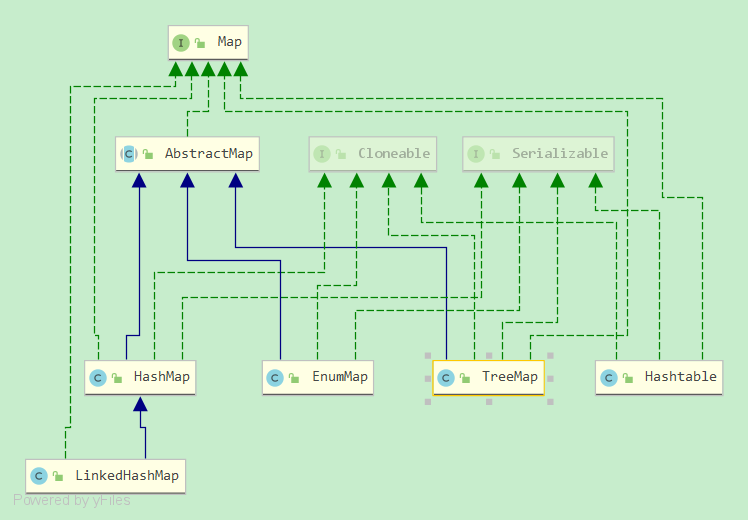 I Map
C AbstractMap
I Cloneable
I Serializable
C HashMap
C EnumMap
C TreeMap
C Hashtable
C LinkedHashMap
Powered by yFiles